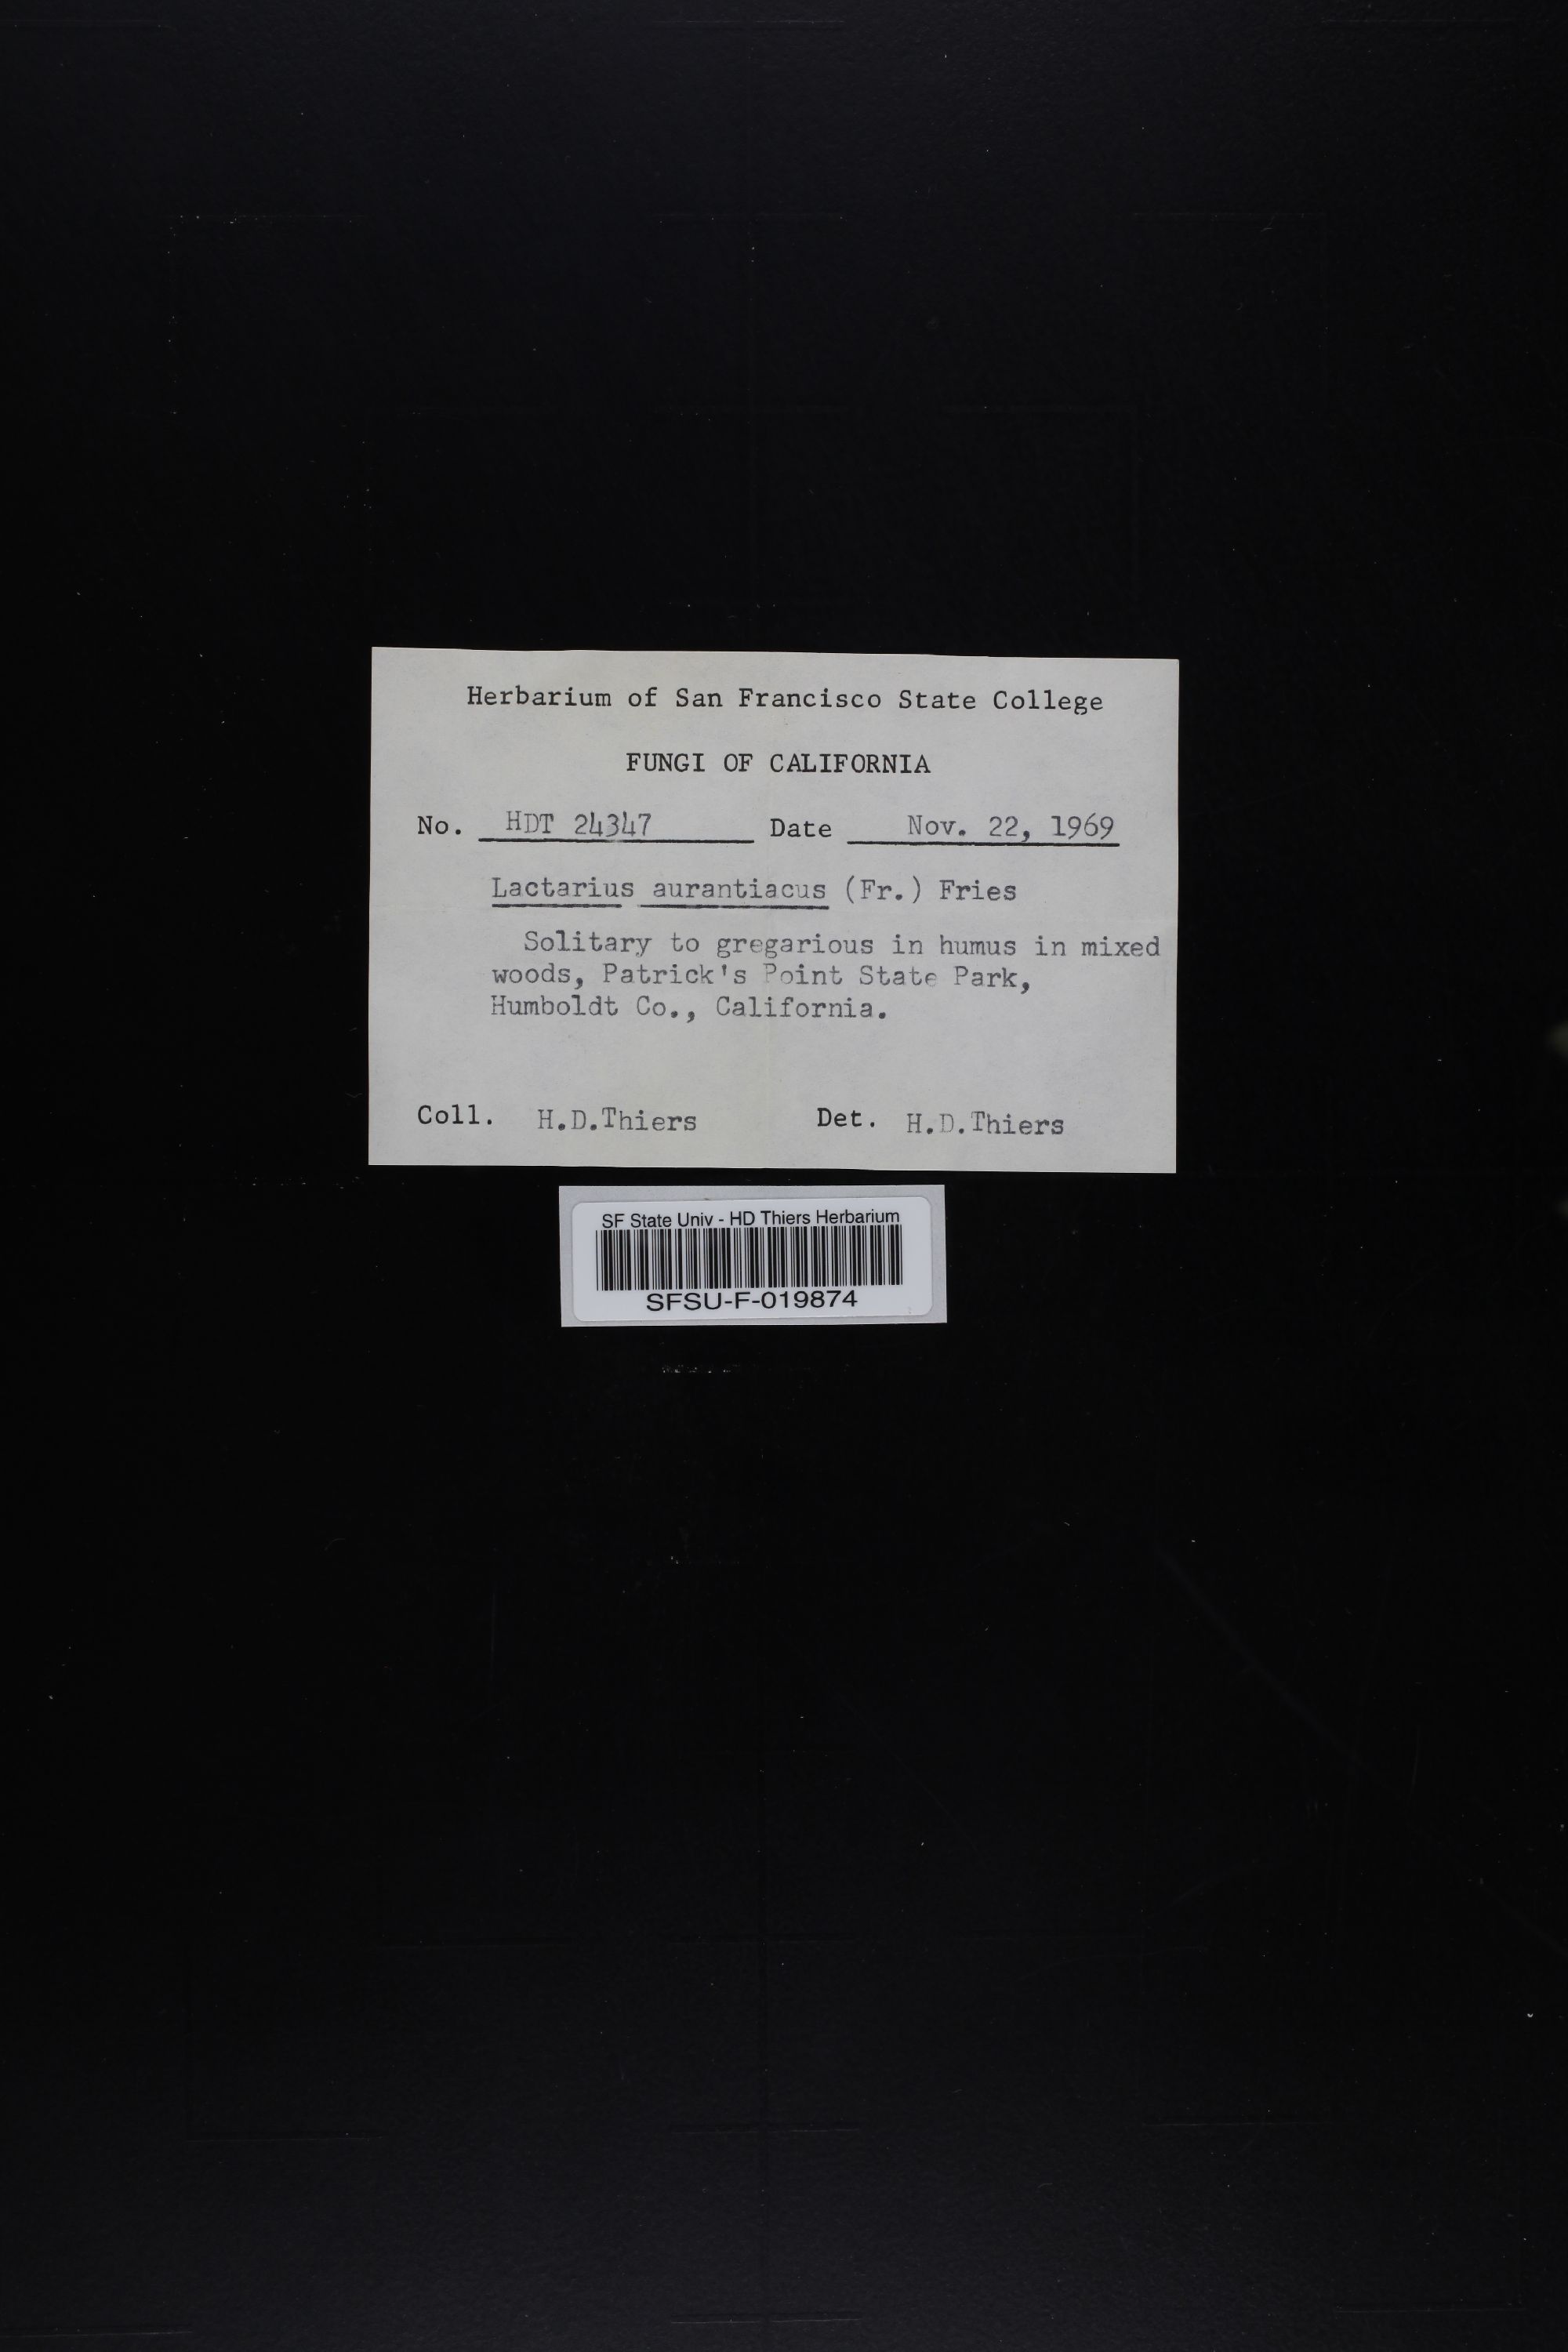 Herbarium of San Francisco State College
FUNGI OF CALIFORNIA
No. HDT 24347 Date Nov. 22, 1969
Lactarius aurantiacus (Fr.) Fries
Solitary to gregarious in humus in mixed
woods, Patrick's Point State Park,
Humboldt Co., California.
Coll. H.D.Thiers Det. H.D.Thiers
SF State Univ - HD Thiers Herbarium
SFSU-F-019874